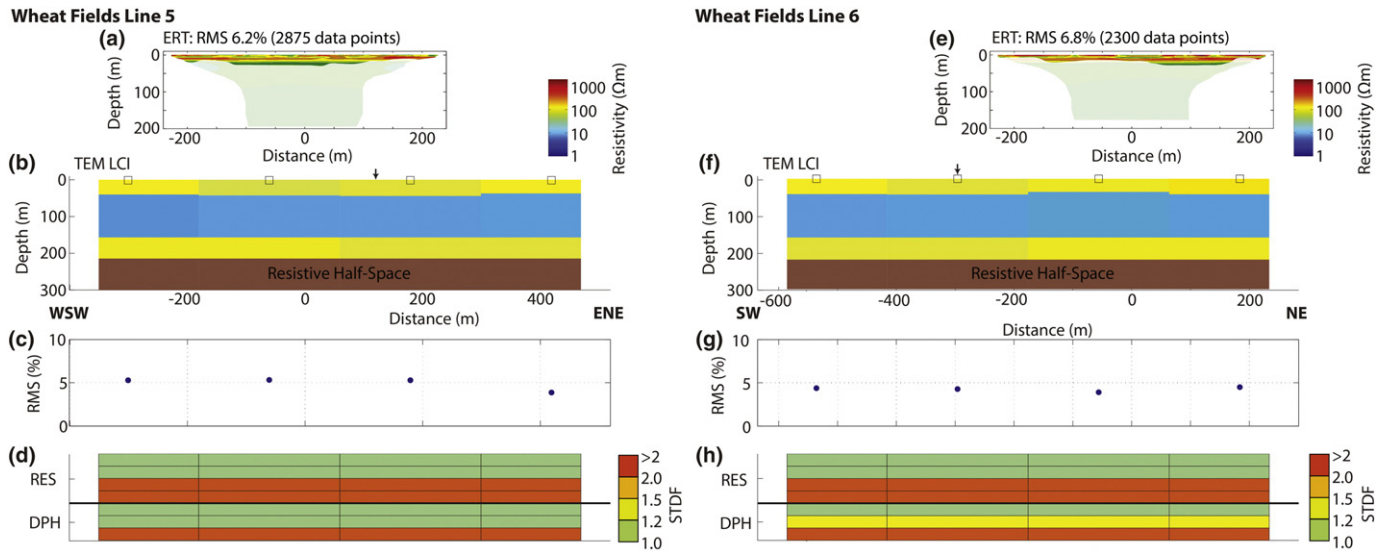 Wheat Fields Line 5
(a) ERT: RMS 6.2% (2875 data points)
Depth (m)
0
100
200
-200 0 200
Distance (m)
1000
100
10
1
Resistivity (Ωm)
(b) TEM LCI
Depth (m)
0
100
200
300
Resistive Half-Space
-200 0 200 400
WSW Distance (m) ENE
(c)
RMS (%)
10
5
0
(d)
RES
DPH
>2
2.0
1.5
1.2
1.0
STDF
Wheat Fields Line 6
(e) ERT: RMS 6.8% (2300 data points)
Depth (m)
0
100
200
-200 0 200
Distance (m)
1000
100
10
1
Resistivity (Ωm)
(f) TEM LCI
Depth (m)
0
100
200
300
Resistive Half-Space
-600 -400 -200 0 200
SW Distance (m) NE
(g)
RMS (%)
10
5
0
(h)
RES
DPH
>2
2.0
1.5
1.2
1.0
STDF